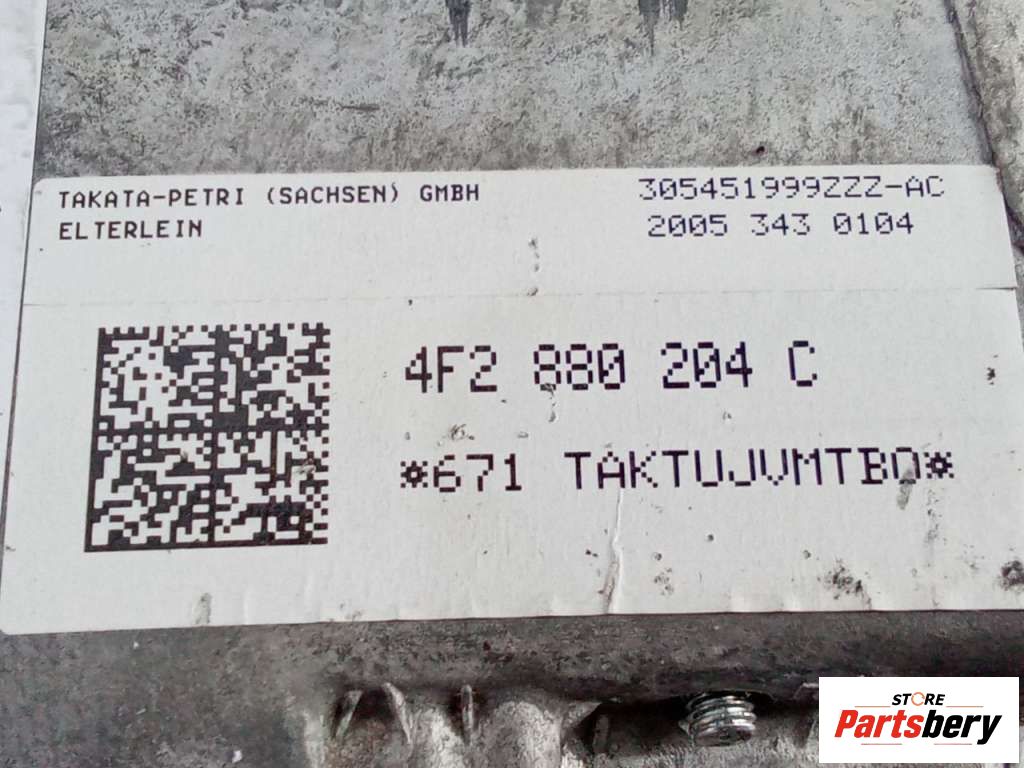 TAKATA-PETRI (SACHSEN) GMBH
ELTERLEIN
305451999ZZZ-AC
2005 343 0104
4F2 880 204 C
*671 TAKTUJVMTBO*
STORE
Partsbery